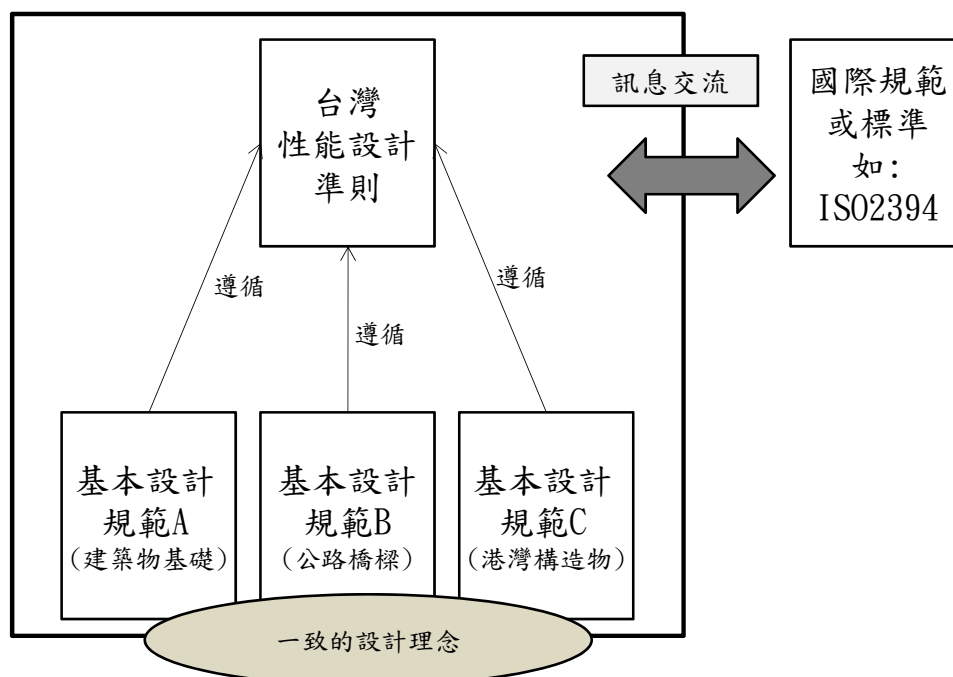 台灣
性能設計
準則
訊息交流
國際規範
或標準
如:
ISO2394
遵循
遵循
遵循
基本設計
規範A
(建築物基礎)
基本設計
規範B
(公路橋樑)
基本設計
規範C
(港灣構造物)
一致的設計理念